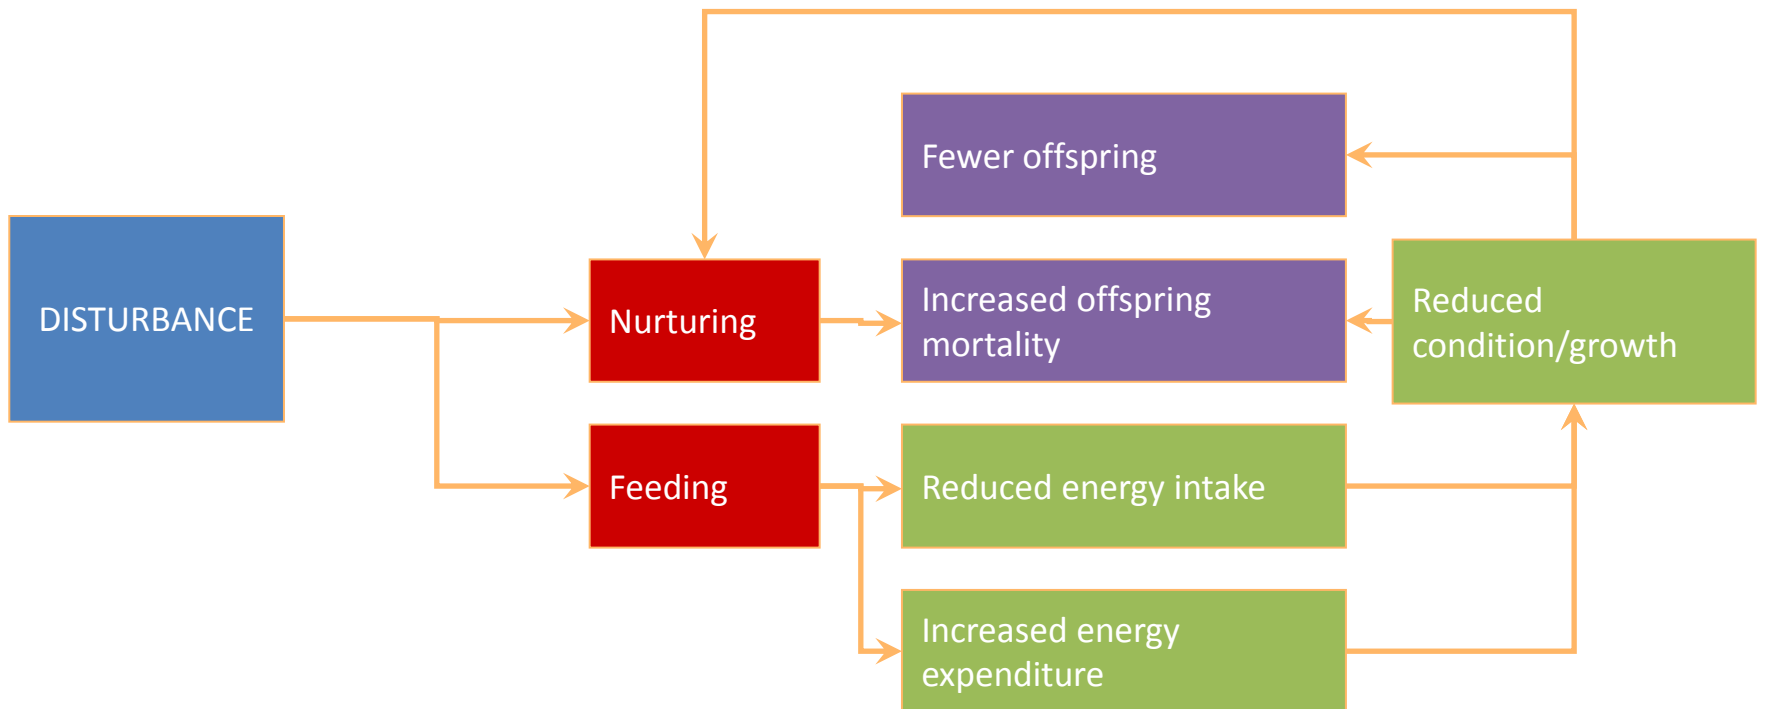 Fewer offspring
DISTURBANCE
Nurturing
Increased offspring
mortality
Reduced
condition/growth
Feeding
Reduced energy intake
Increased energy
expenditure